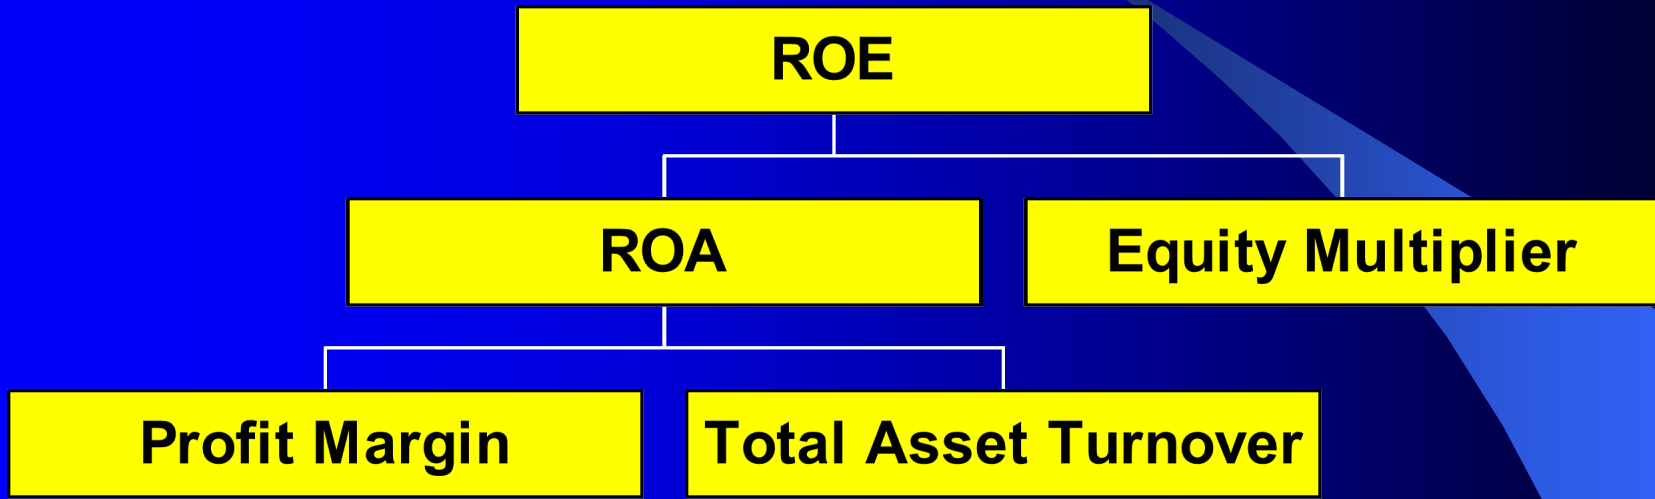 ROE
ROA
Equity Multiplier
Profit Margin
Total Asset Turnover